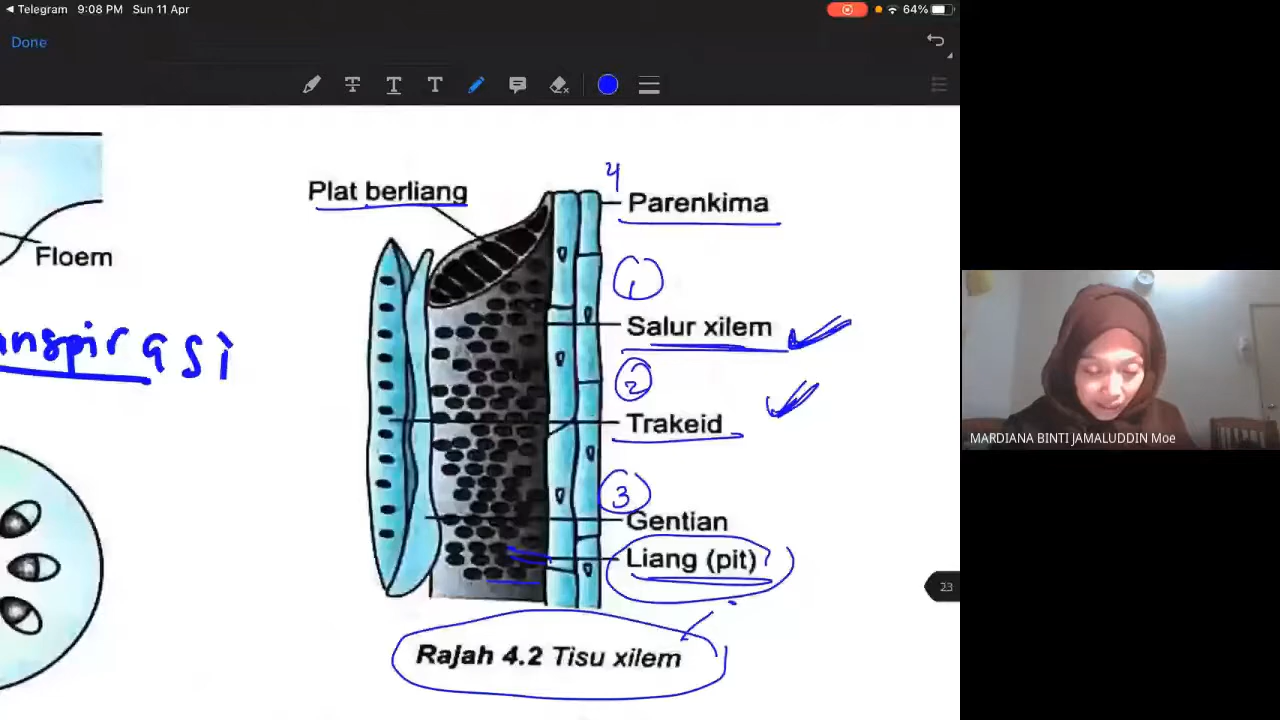 Telegram 9:08 PM Sun 11 Apr
64%
Done
T T T
4
Plat berliang
Parenkima
Floem
1
Salur xilem
anspirasi
2
Trakeid
3
Gentian
Liang (pit)
23
Rajah 4.2 Tisu xilem
MARDIANA BINTI JAMALUDDIN Moe